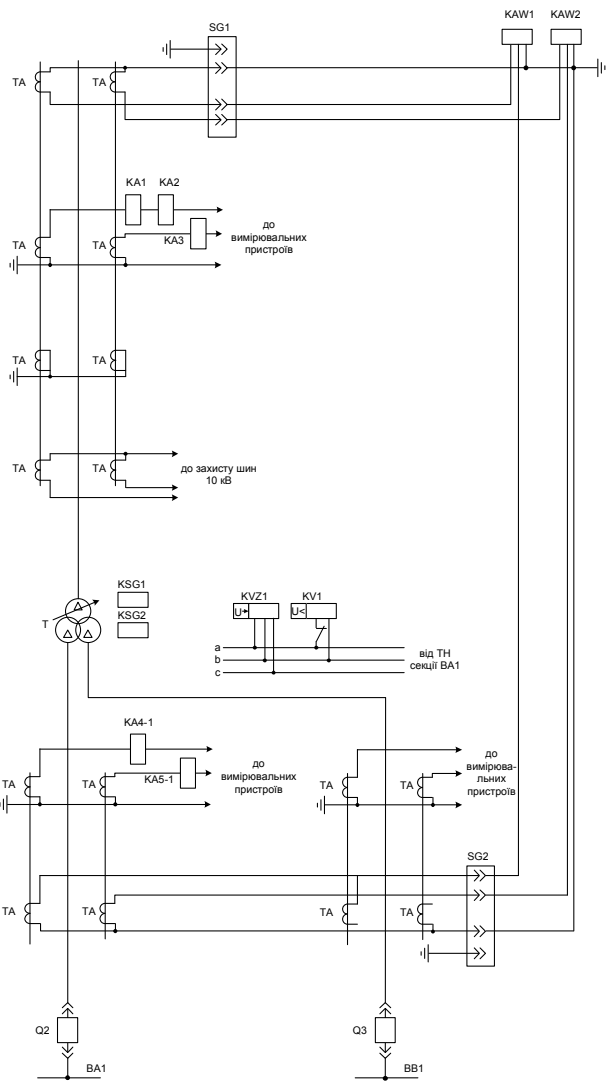 KAW1 KAW2
SG1
TA TA
KA1 KA2
до
вимірювальних
пристроїв
KA3
TA TA
TA TA
TA TA
до захисту шин
10 кВ
KSG1
KSG2
T
KVZ1 KV1
U U<
a
b
c
від ТН
секції ВА1
KA4-1
KA5-1
до
вимірювальних
пристроїв
до
вимірюва-
льних
пристроїв
TA TA TA TA
SG2
TA TA TA TA
Q2 Q3
BA1 BB1